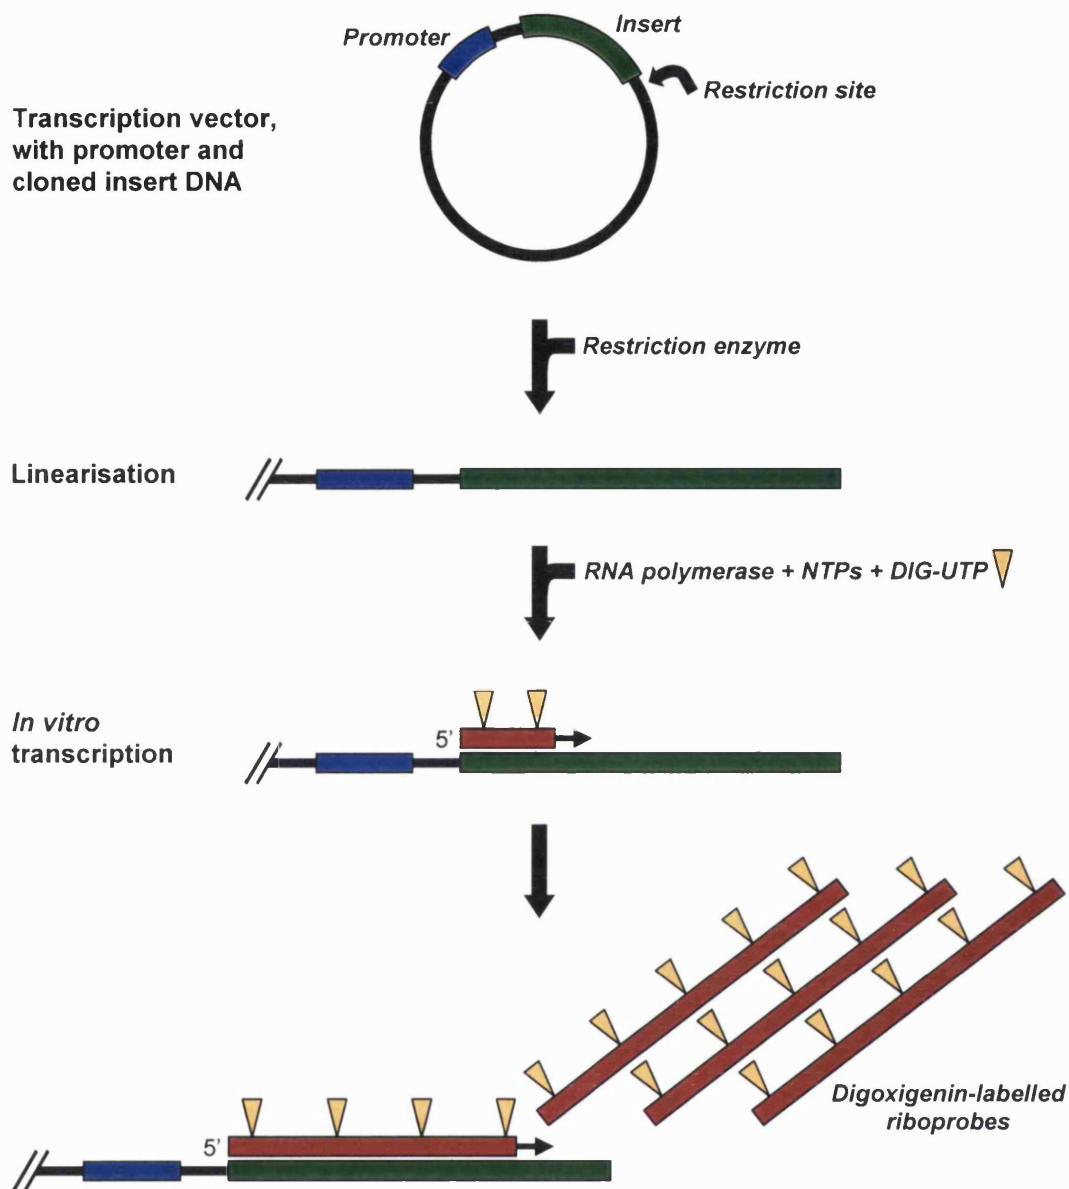 Promoter
Insert
Restriction site
Transcription vector,
with promoter and
cloned insert DNA
Restriction enzyme
Linearisation
RNA polymerase + NTPs + DIG-UTP
In vitro
transcription
5'
Digoxigenin-labelled
riboprobes
5'